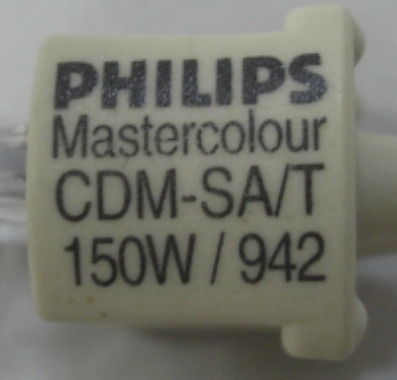 PHILIPS
Mastercolour
CDM-SA/T
150W / 942